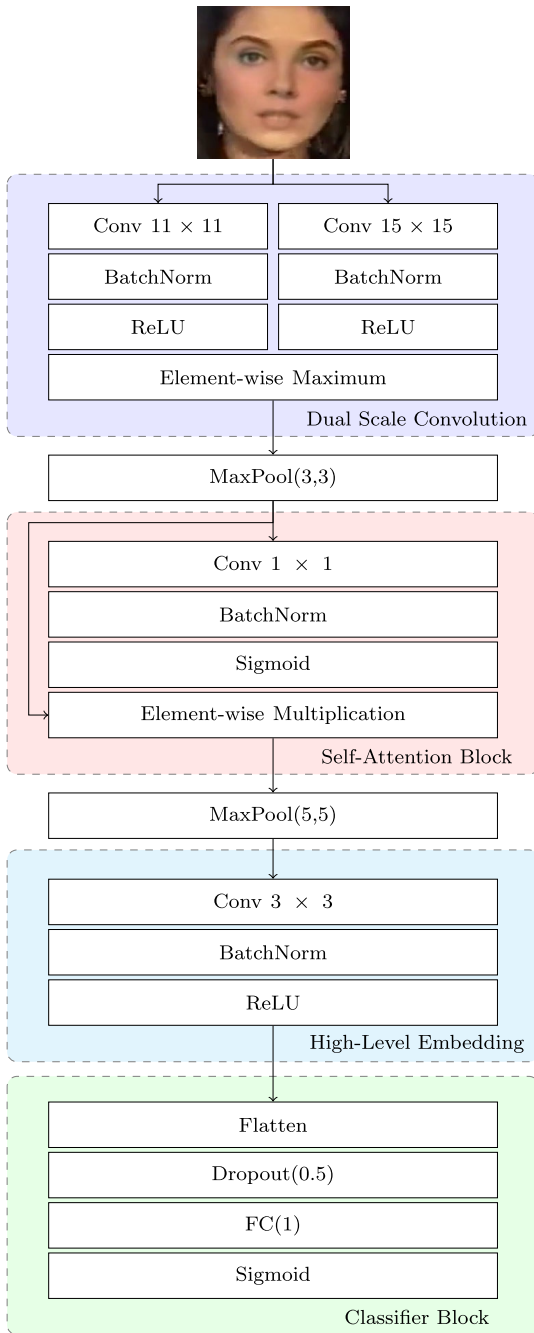 Conv 11 × 11 Conv 15 × 15
BatchNorm BatchNorm
ReLU ReLU
Element-wise Maximum
Dual Scale Convolution
MaxPool(3,3)
Conv 1 × 1
BatchNorm
Sigmoid
Element-wise Multiplication
Self-Attention Block
MaxPool(5,5)
Conv 3 × 3
BatchNorm
ReLU
High-Level Embedding
Flatten
Dropout(0.5)
FC(1)
Sigmoid
Classifier Block